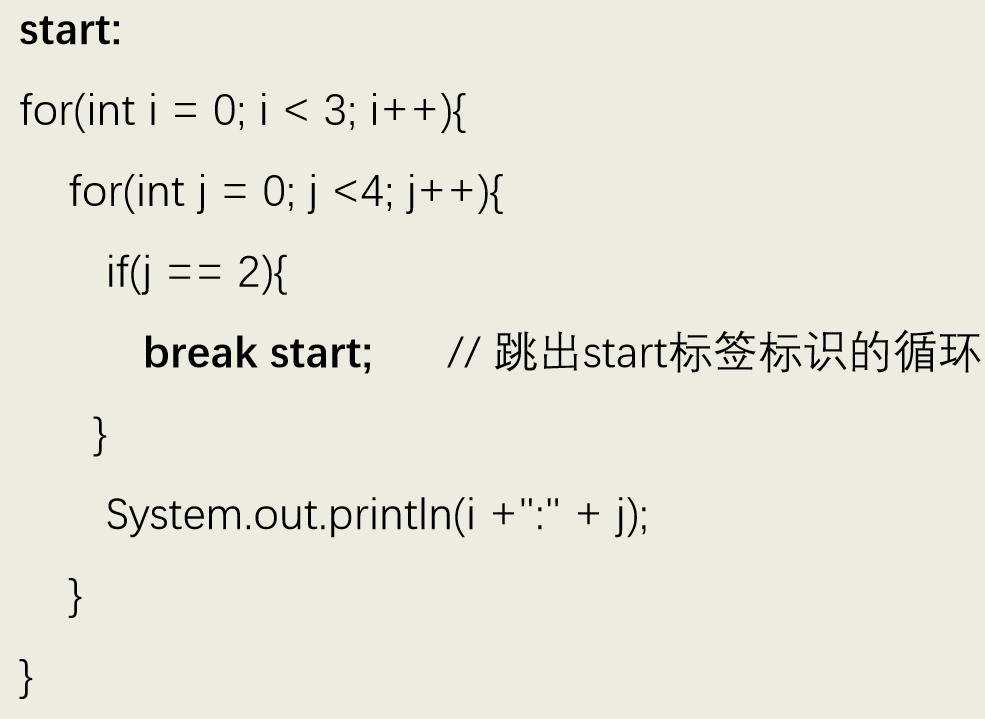 start:
for(int i = 0; i < 3; i++){
for(int j = 0; j <4; j++){
if(j == 2){
break start; // 跳出start标签标识的循环
}
System.out.println(i +":" + j);
}
}